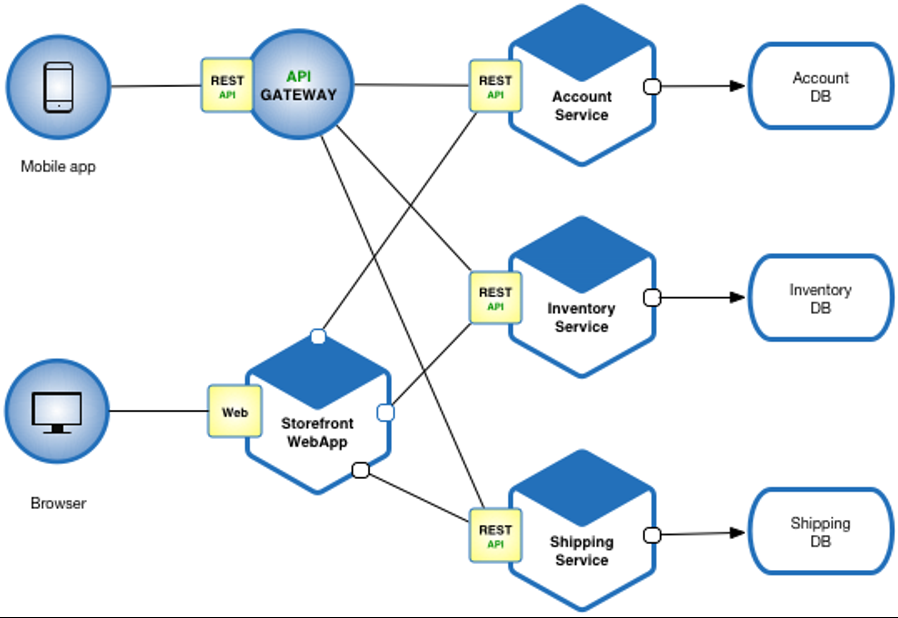 REST
API
API
GATEWAY
REST
API
Account
Service
Account
DB
Mobile app
REST
API
Inventory
Service
Inventory
DB
Web
Storefront
WebApp
Browser
REST
API
Shipping
Service
Shipping
DB